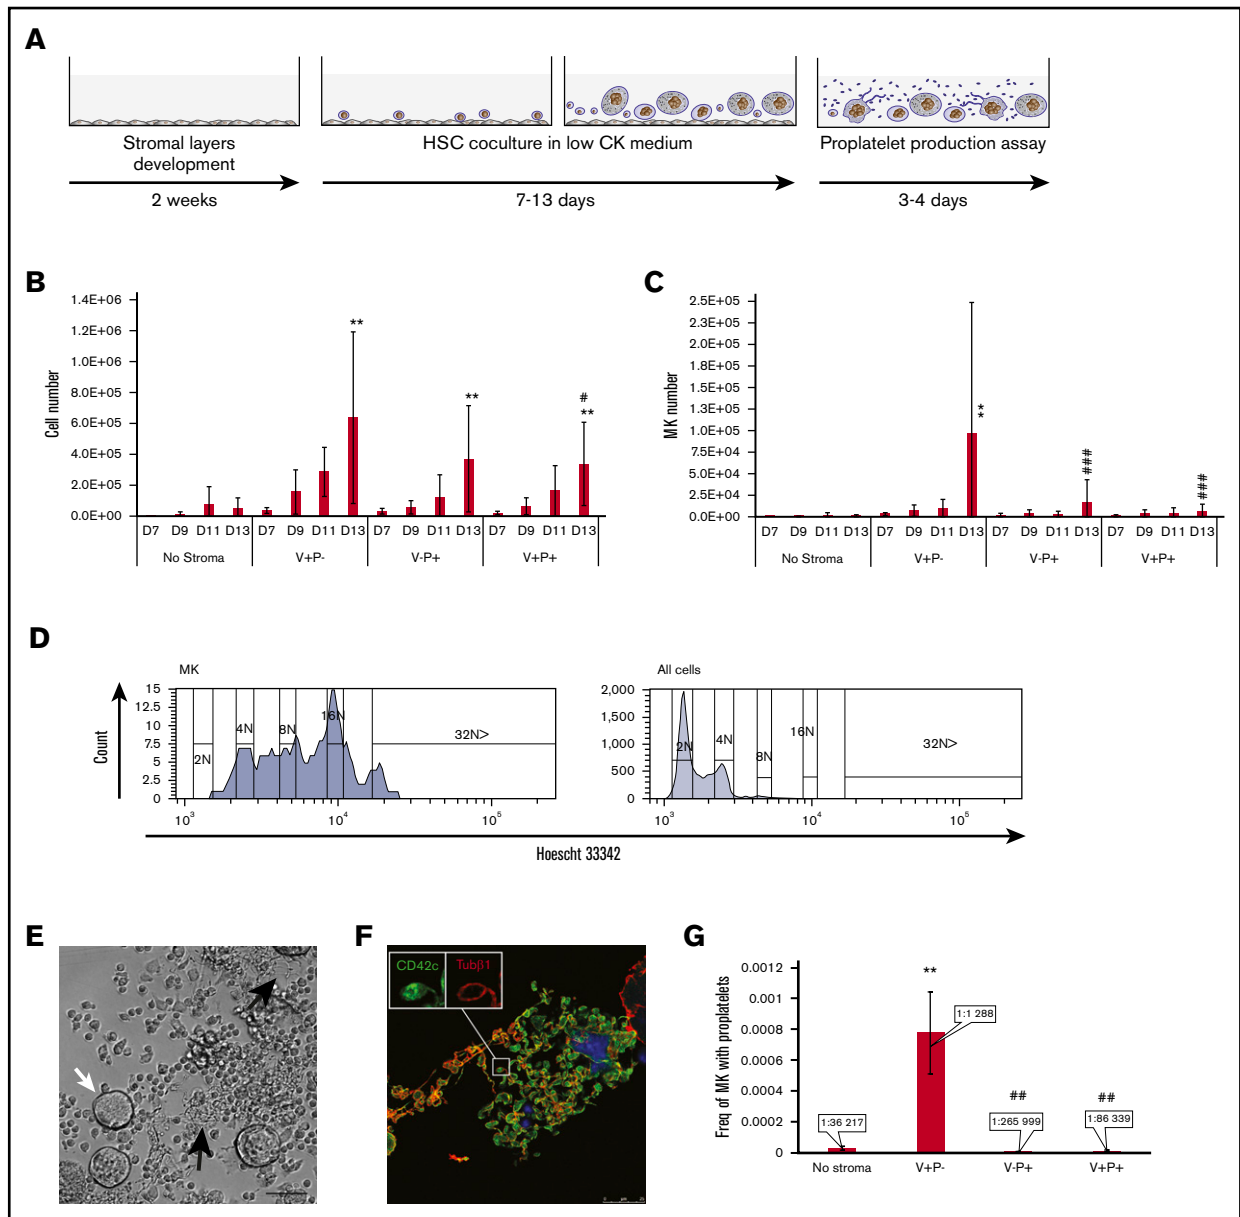 A
Stromal layers
development
HSC coculture in low CK medium
Proplatelet production assay
2 weeks
7-13 days
3-4 days
B
Cell number
1.4E+06
1.2E+06
1.0E+06
8.0E+05
6.0E+05
4.0E+05
2.0E+05
0.0E+00
**
**
#
**
D7 D9 D11 D13 D7 D9 D11 D13 D7 D9 D11 D13 D7 D9 D11 D13
No Stroma V+P- V-P+ V+P+
C
MK number
2.5E+05
2.3E+05
2.0E+05
1.8E+05
1.5E+05
1.3E+05
1.0E+05
7.5E+04
5.0E+04
2.5E+04
0.0E+00
**
###
###
D7 D9 D11 D13 D7 D9 D11 D13 D7 D9 D11 D13 D7 D9 D11 D13
No Stroma V+P- V-P+ V+P+
D
MK
Count
15
12.5
10
7.5
5
2.5
0
2N 4N 8N 16N 32N>
10³ 10⁴ 10⁵
All cells
2,000
1,500
1,000
500
0
2N 4N 8N 16N 32N>
10³ 10⁴ 10⁵
Hoescht 33342
E
F
CD42c Tubβ1
G
Freq of MK with proplatelets
0.0012
0.001
0.0008
0.0006
0.0004
0.0002
0
1:36 217
**
1:1 288
##
1:265 999
##
1:86 339
No stroma V+P- V-P+ V+P+